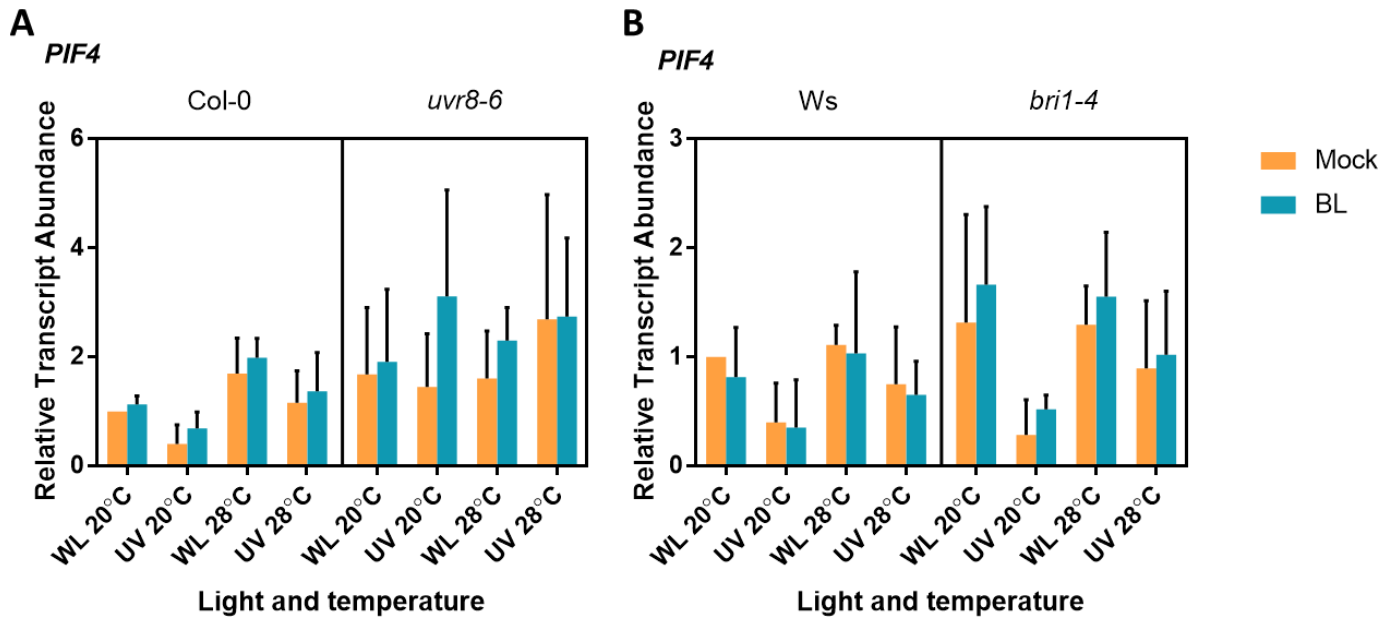 A
PIF4
Col-0
uvr8-6
Relative Transcript Abundance
6
4
2
0
WL 20°C
UV 20°C
WL 28°C
UV 28°C
WL 20°C
UV 20°C
WL 28°C
UV 28°C
Light and temperature
B
PIF4
Ws
bri1-4
Relative Transcript Abundance
3
2
1
0
WL 20°C
UV 20°C
WL 28°C
UV 28°C
WL 20°C
UV 20°C
WL 28°C
UV 28°C
Light and temperature
Mock
BL